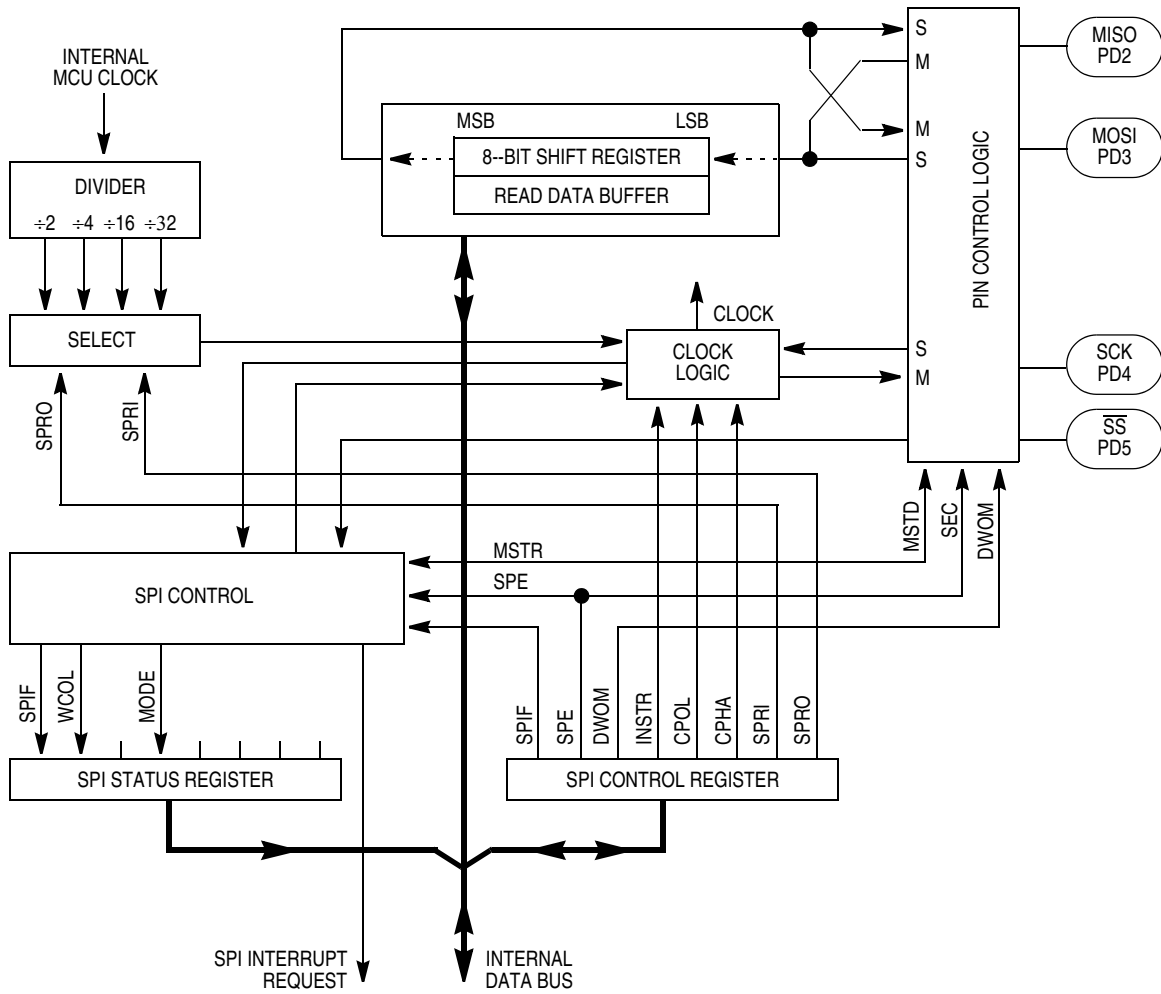 INTERNAL
MCU CLOCK
DIVIDER
÷2 ÷4 ÷16 ÷32
SELECT
SPRO
SPRI
MSB LSB
8--BIT SHIFT REGISTER
READ DATA BUFFER
CLOCK
CLOCK
LOGIC
S
M
M
S
S
M
PIN CONTROL LOGIC
MISO
PD2
MOSI
PD3
SCK
PD4
SS
PD5
MSTD
SEC
DWOM
MSTR
SPE
SPI CONTROL
SPIF
WCOL
MODE
SPI STATUS REGISTER
SPIF
SPE
DWOM
INSTR
CPOL
CPHA
SPRI
SPRO
SPI CONTROL REGISTER
SPI INTERRUPT
REQUEST
INTERNAL
DATA BUS